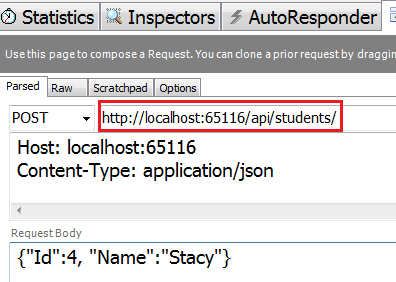 Statistics Inspectors AutoResponder
Use this page to compose a Request. You can clone a prior request by draggin
Parsed Raw Scratchpad Options
POST http://localhost:65116/api/students/
Host: localhost:65116
Content-Type: application/json
Request Body
{"Id":4, "Name":"Stacy"}